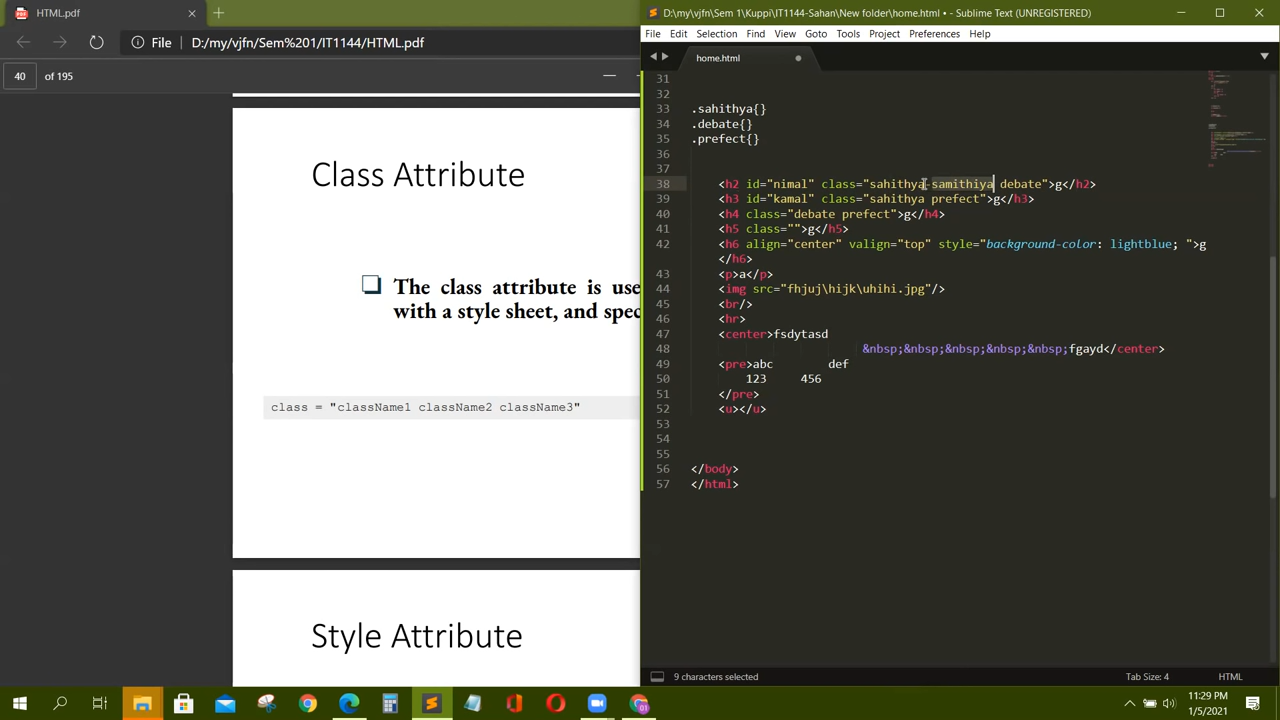 HTML.pdf
D:\my\vjfn\Sem 1\Kuppi\IT1144-Sahan\New folder\home.html • - Sublime Text (UNREGISTERED)
File D:/my/vjfn/Sem%201/IT1144/HTML.pdf
File Edit Selection Find View Goto Tools Project Preferences Help
home.html
40 of 195
Class Attribute
The class attribute is use
with a style sheet, and spec
class = "className1 className2 className3"
Style Attribute
31
32
33 .sahithya{}
34 .debate{}
35 .prefect{}
36
37
38 <h2 id="nimal" class="sahithya samithiya debate">g</h2>
39 <h3 id="kamal" class="sahithya prefect">g</h3>
40 <h4 class="debate prefect">g</h4>
41 <h5 class="">g</h5>
42 <h6 align="center" valign="top" style="background-color: lightblue; ">g
</h6>
43 <p>a</p>
44 <img src="fhjuj\hijk\uhihi.jpg"/>
45 <br/>
46 <hr>
47 <center>fsdytasd
48 &nbsp;&nbsp;&nbsp;&nbsp;&nbsp;fgayd</center>
49 <pre>abc def
50 123 456
51 </pre>
52 <u></u>
53
54
55
56 </body>
57 </html>
9 characters selected Tab Size: 4 HTML
11:29 PM
1/5/2021